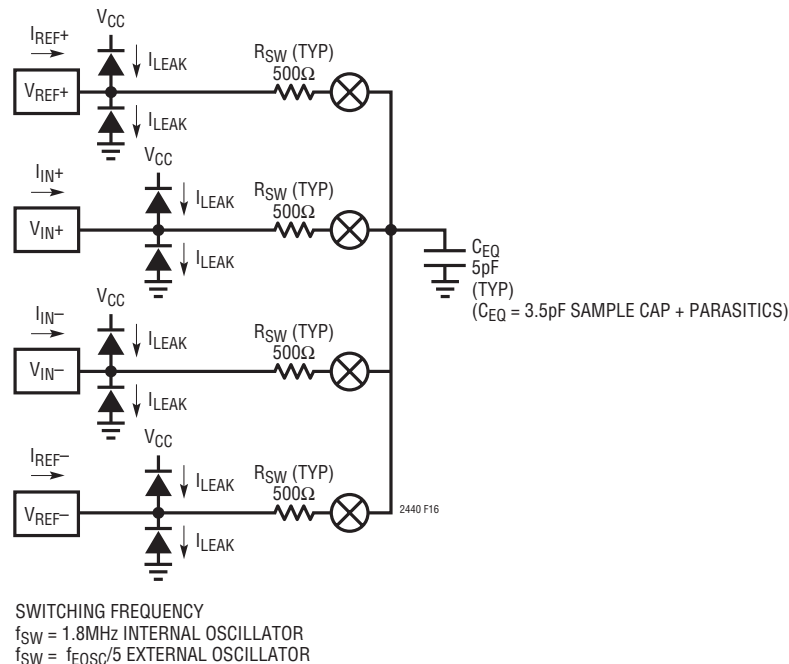 VCC
IREF+
ILEAK
VREF+
ILEAK
RSW (TYP)
500Ω
VCC
IIN+
ILEAK
VIN+
ILEAK
RSW (TYP)
500Ω
CEQ
5pF
(TYP)
(CEQ = 3.5pF SAMPLE CAP + PARASITICS)
VCC
IIN–
ILEAK
VIN–
ILEAK
RSW (TYP)
500Ω
VCC
IREF–
ILEAK
VREF–
ILEAK
RSW (TYP)
500Ω
2440 F16
SWITCHING FREQUENCY
fSW = 1.8MHz INTERNAL OSCILLATOR
fSW = fEOSC/5 EXTERNAL OSCILLATOR